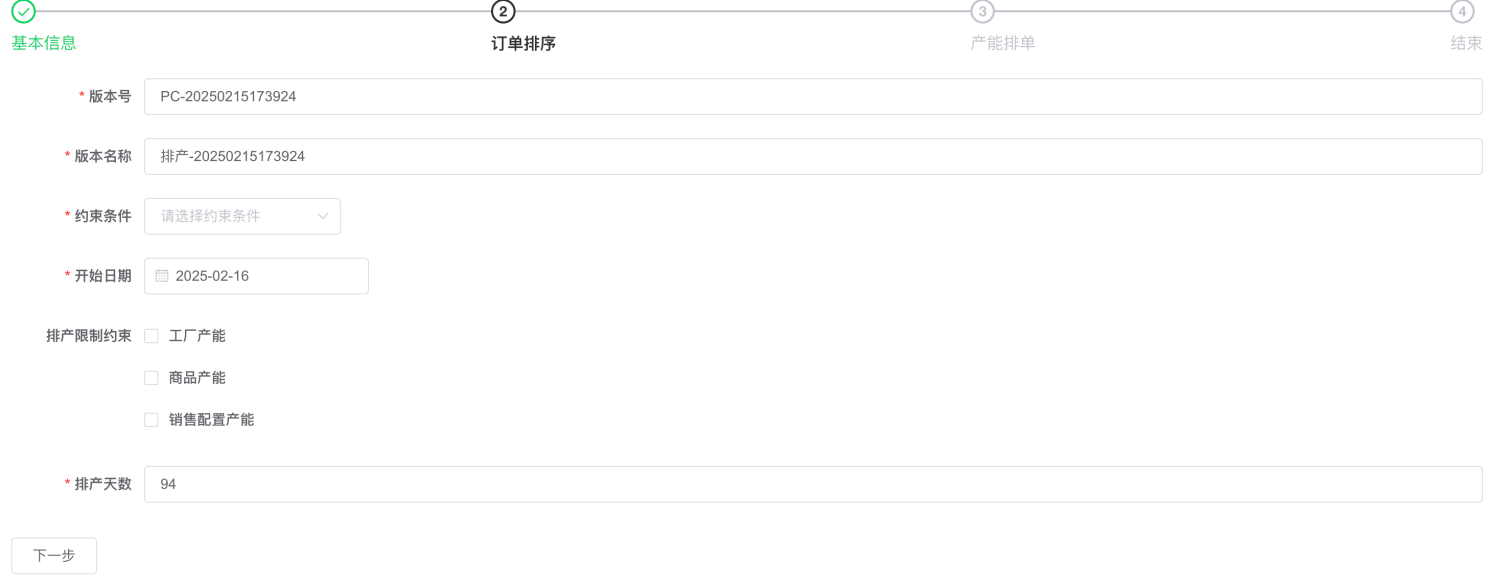 2 3 4
基本信息 订单排序 产能排单 结束
* 版本号 PC-20250215173924
* 版本名称 排产-20250215173924
* 约束条件 请选择约束条件
* 开始日期 2025-02-16
排产限制约束 工厂产能
商品产能
销售配置产能
* 排产天数 94
下一步